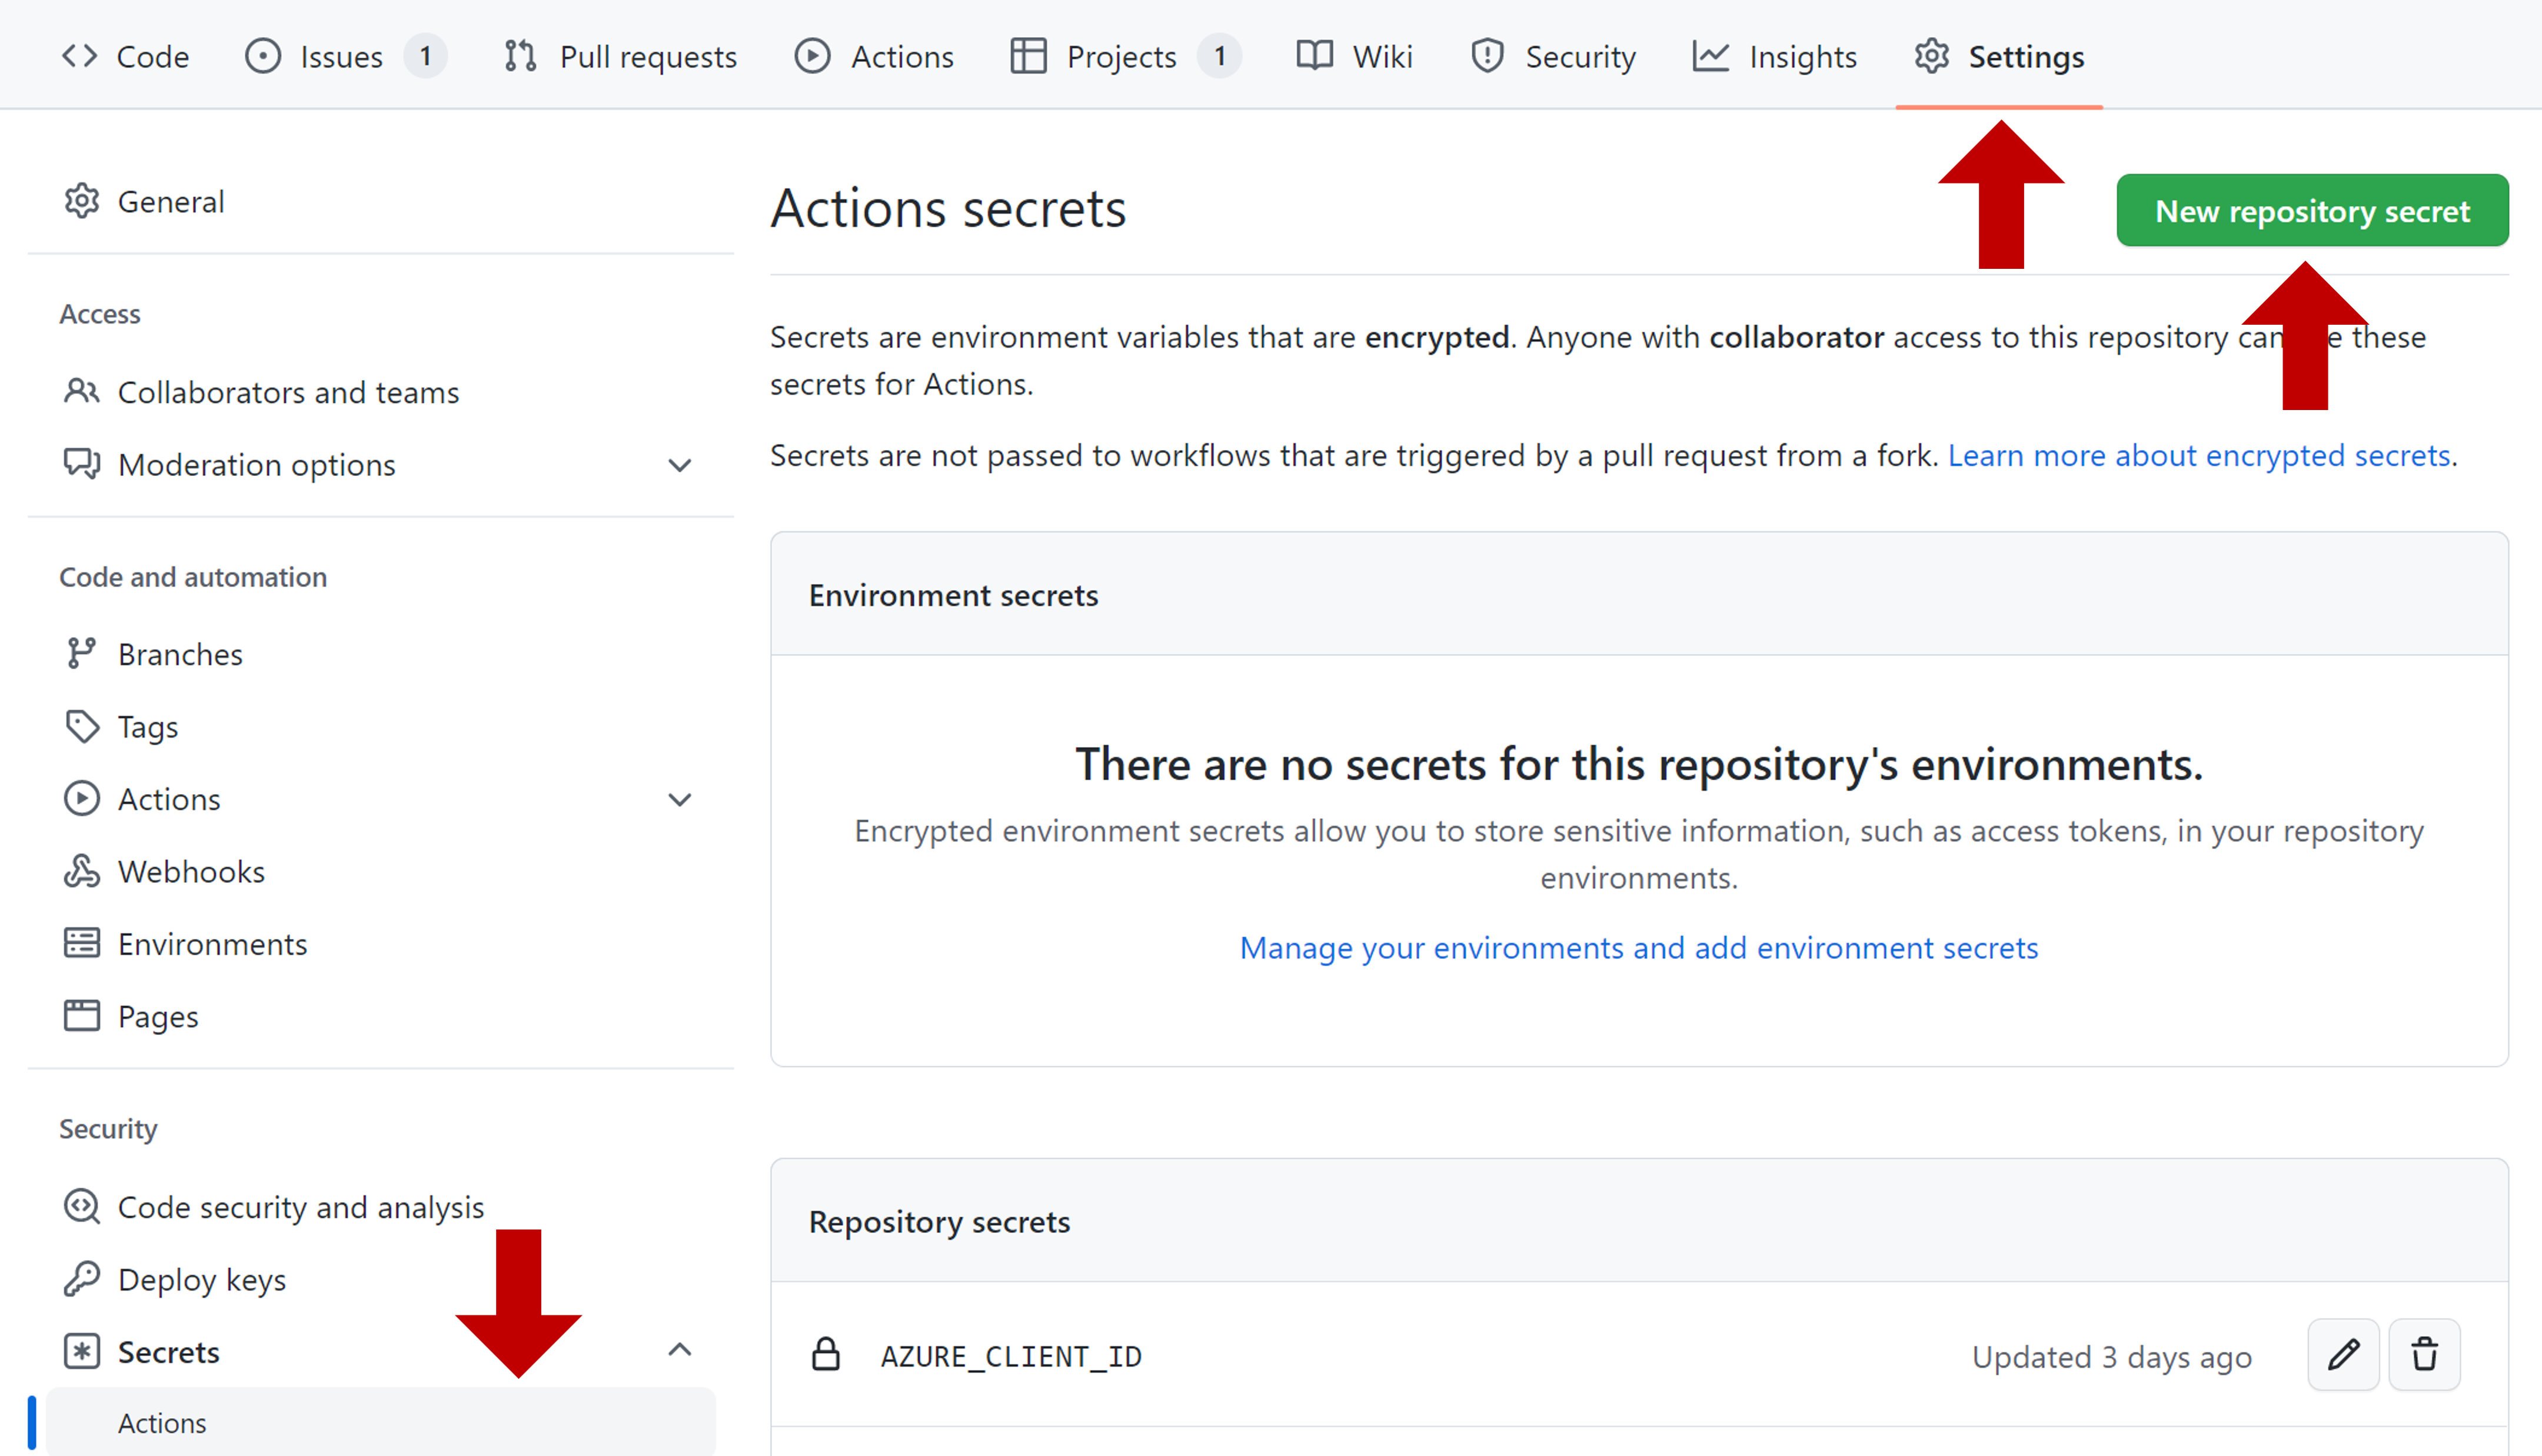 Code Issues 1 Pull requests Actions Projects 1 Wiki Security Insights Settings
General
Access
Collaborators and teams
Moderation options
Code and automation
Branches
Tags
Actions
Webhooks
Environments
Pages
Security
Code security and analysis
Deploy keys
Secrets
Actions
Actions secrets
New repository secret
Secrets are environment variables that are encrypted. Anyone with collaborator access to this repository can these
secrets for Actions.
Secrets are not passed to workflows that are triggered by a pull request from a fork. Learn more about encrypted secrets.
Environment secrets
There are no secrets for this repository's environments.
Encrypted environment secrets allow you to store sensitive information, such as access tokens, in your repository
environments.
Manage your environments and add environment secrets
Repository secrets
AZURE_CLIENT_ID Updated 3 days ago